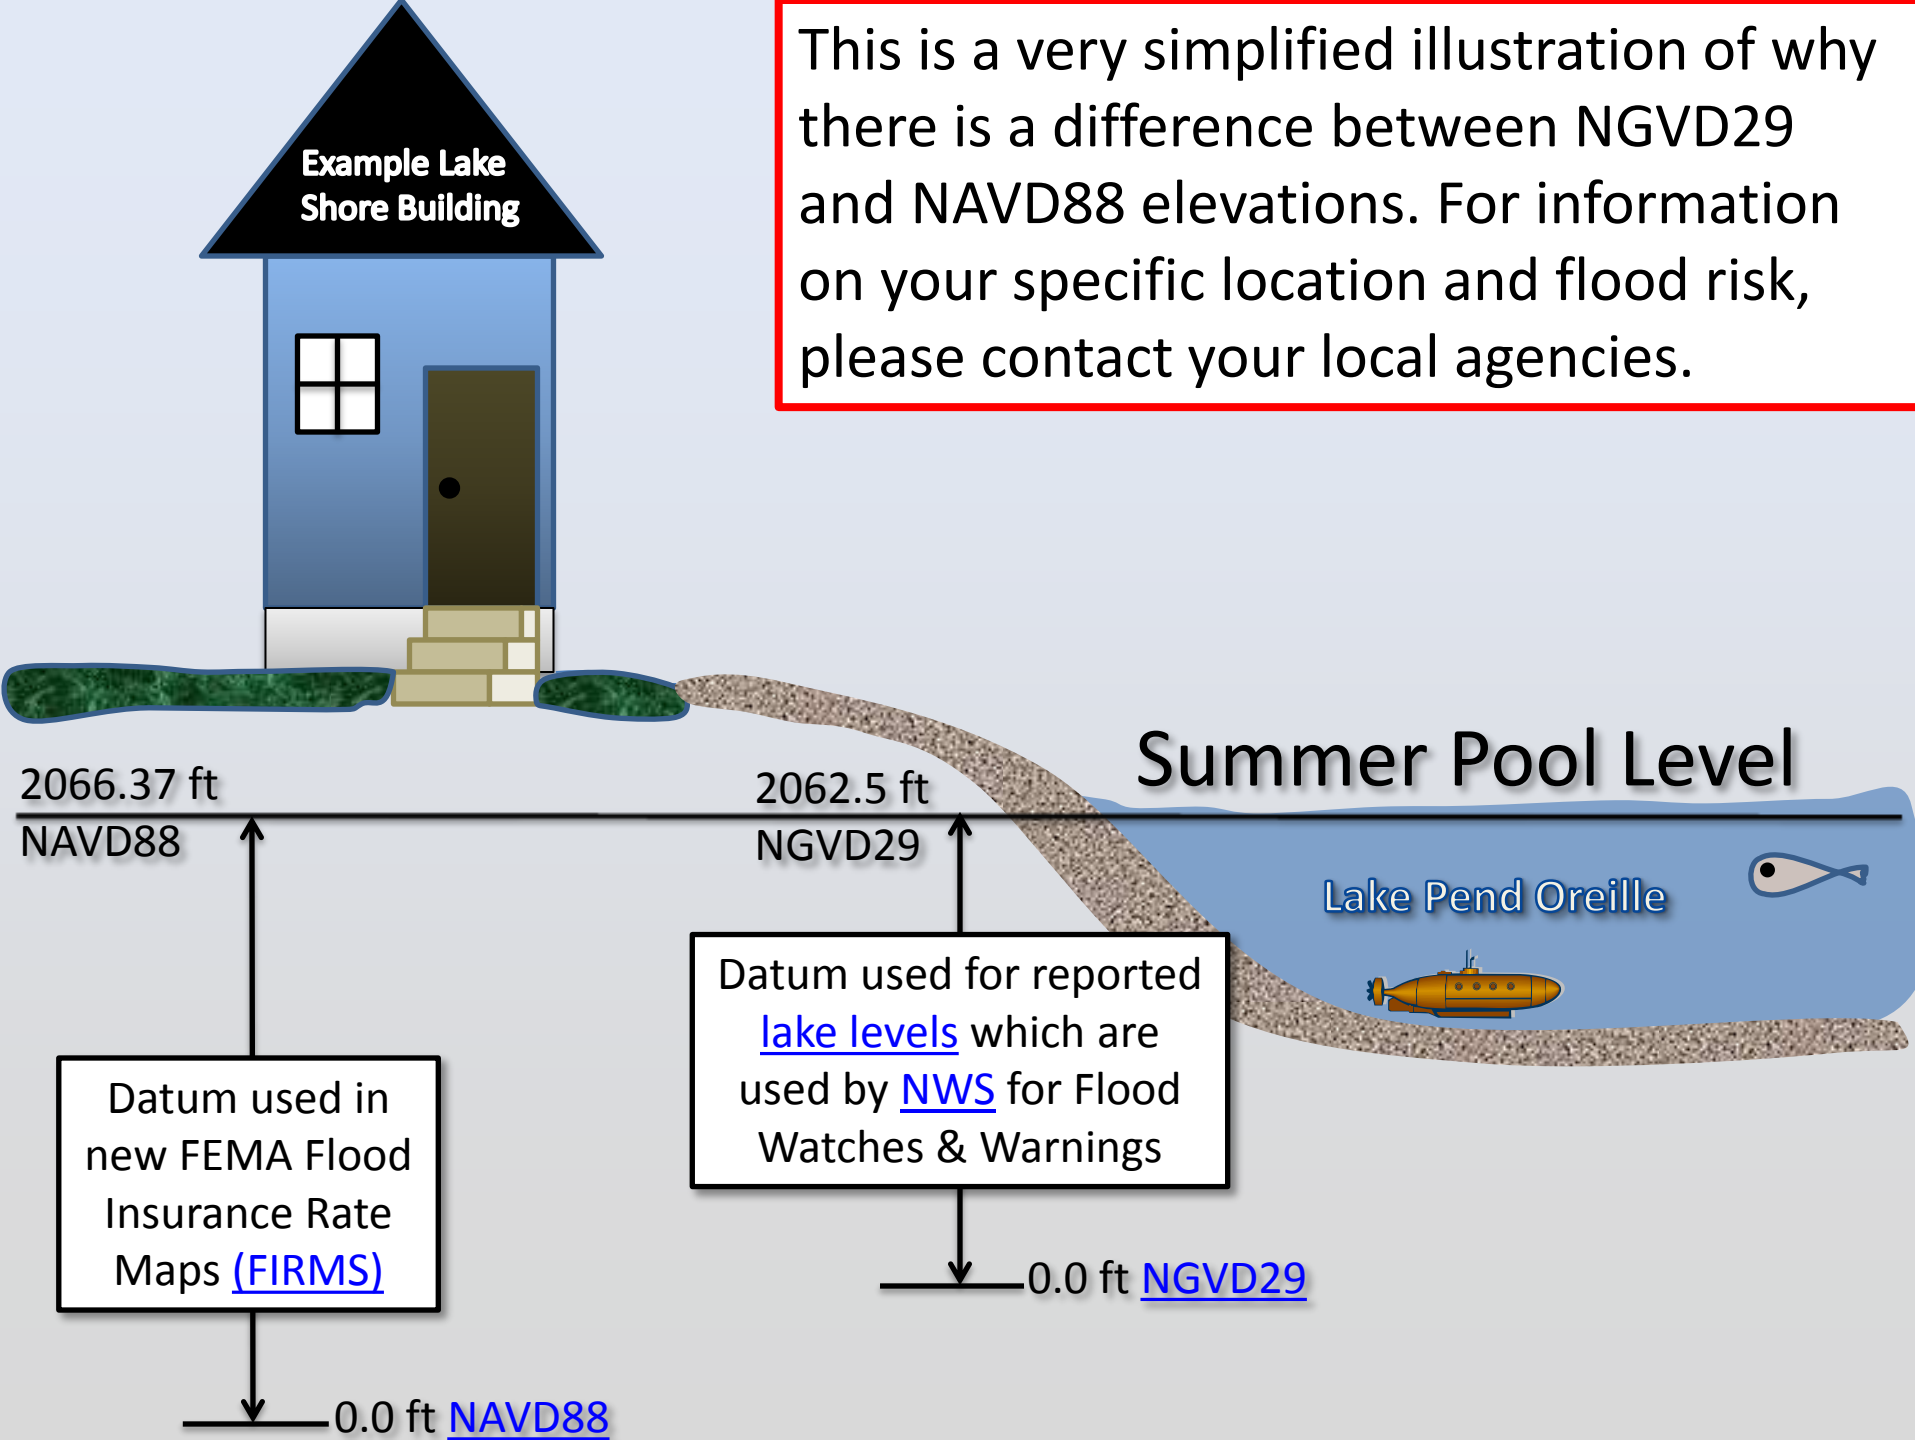 This is a very simplified illustration of why
there is a difference between NGVD29
and NAVD88 elevations. For information
on your specific location and flood risk,
please contact your local agencies.
Example Lake
Shore Building
Summer Pool Level
2066.37 ft
NAVD88
2062.5 ft
NGVD29
Lake Pend Oreille
Datum used for reported
lake levels which are
used by NWS for Flood
Watches & Warnings
Datum used in
new FEMA Flood
Insurance Rate
Maps (FIRMS)
0.0 ft NGVD29
0.0 ft NAVD88